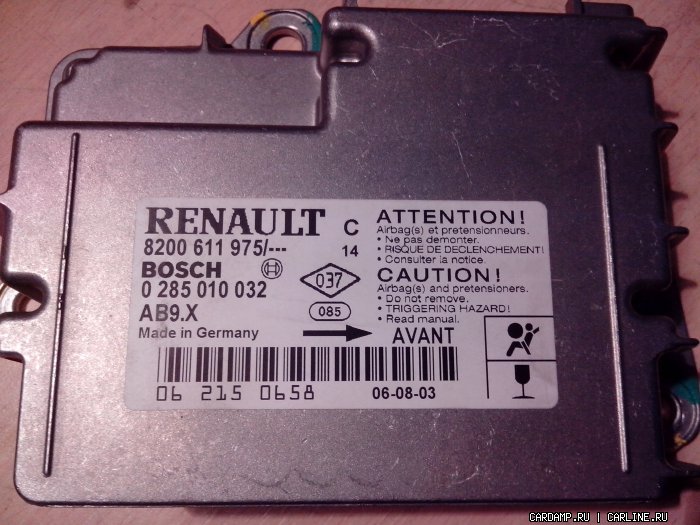 RENAULT C
8200 611 975/--- 14
BOSCH
0 285 010 032
AB9.X
Made in Germany
037
085
ATTENTION!
Airbag(s) et pretensionneurs.
• Ne pas demonter.
• RISQUE DE DECLENCHEMENT!
• Consulter la notice.
CAUTION!
Airbag(s) and pretensioners.
• Do not remove.
• TRIGGERING HAZARD!
• Read manual.
AVANT
06 215 0658
06-08-03
CARDAMP.RU | CARLINE.RU